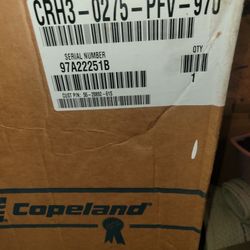 CRH3-0275-PFV-970
SERIAL NUMBER
97A22251B
QTY
1
Copeland